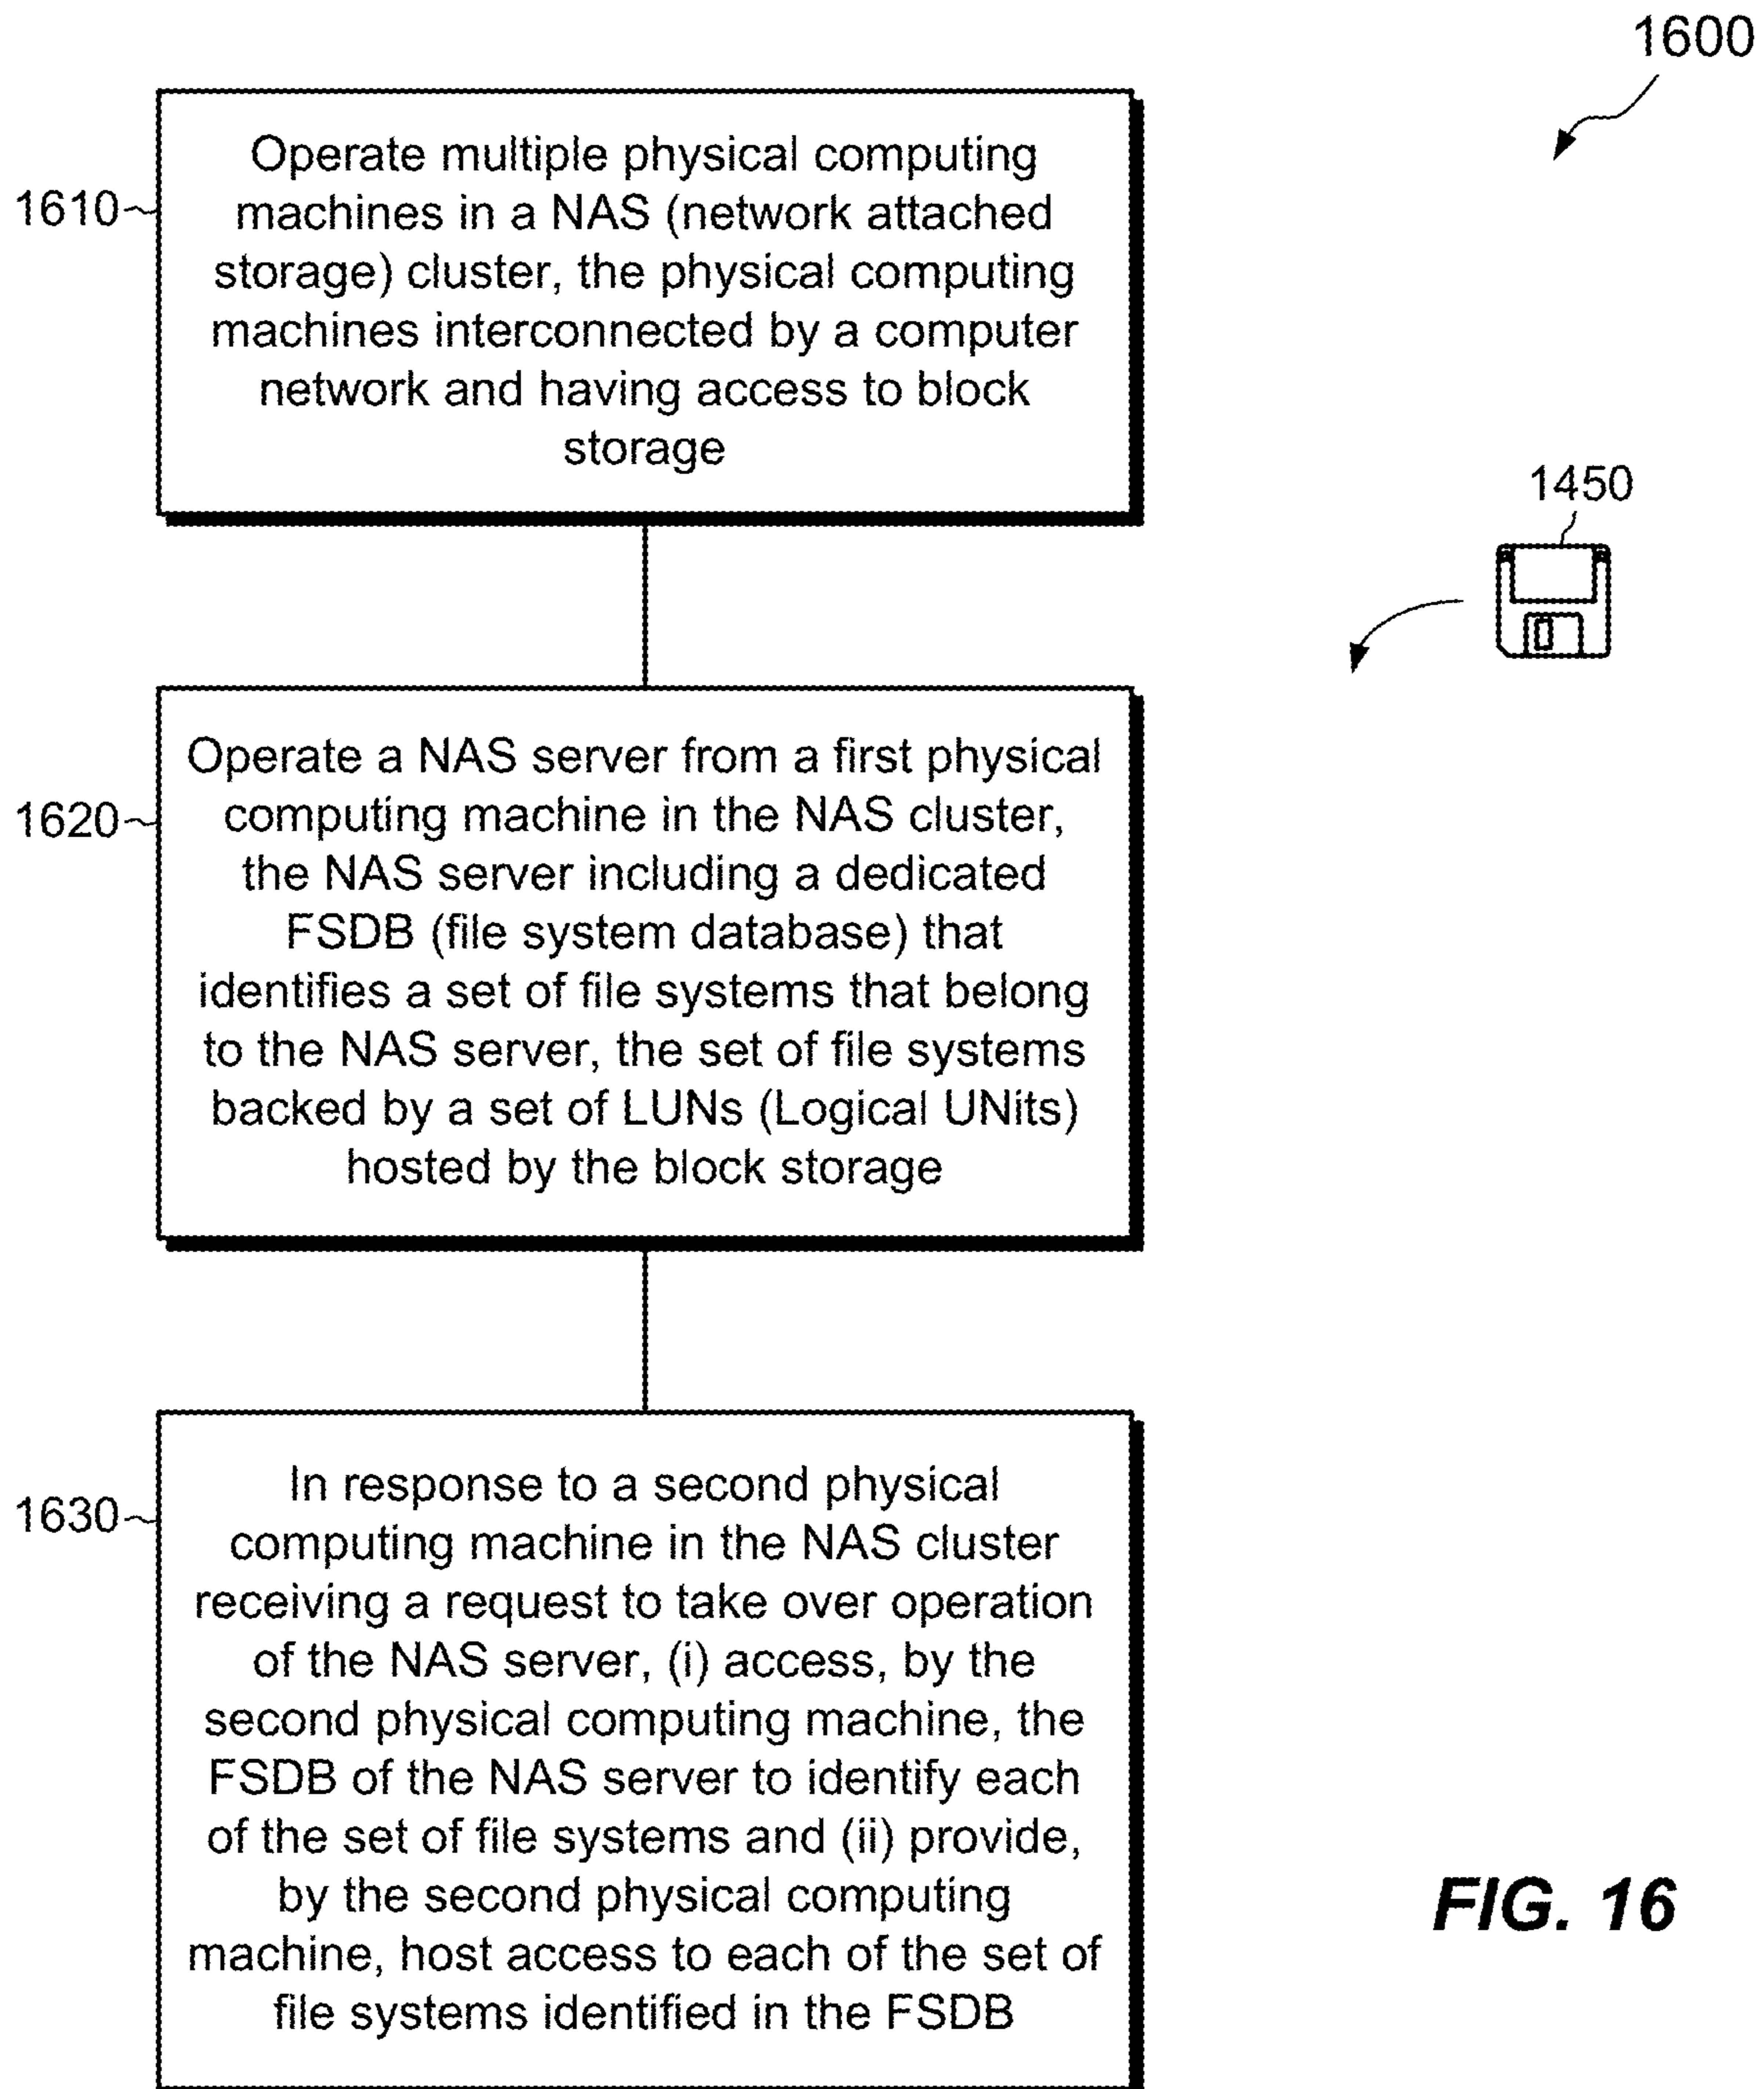 1600
Operate multiple physical computing
machines in a NAS (network attached
storage) cluster, the physical computing
machines interconnected by a computer
network and having access to block
storage
1610
1450
Operate a NAS server from a first physical
computing machine in the NAS cluster,
the NAS server including a dedicated
FSDB (file system database) that
identifies a set of file systems that belong
to the NAS server, the set of file systems
backed by a set of LUNs (Logical UNits)
hosted by the block storage
1620
In response to a second physical
computing machine in the NAS cluster
receiving a request to take over operation
of the NAS server, (i) access, by the
second physical computing machine, the
FSDB of the NAS server to identify each
of the set of file systems and (ii) provide,
by the second physical computing
machine, host access to each of the set of
file systems identified in the FSDB
1630
FIG. 16